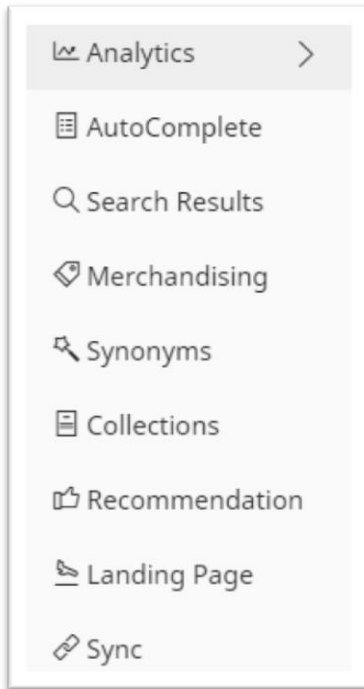 Analytics
AutoComplete
Search Results
Merchandising
Synonyms
Collections
Recommendation
Landing Page
Sync